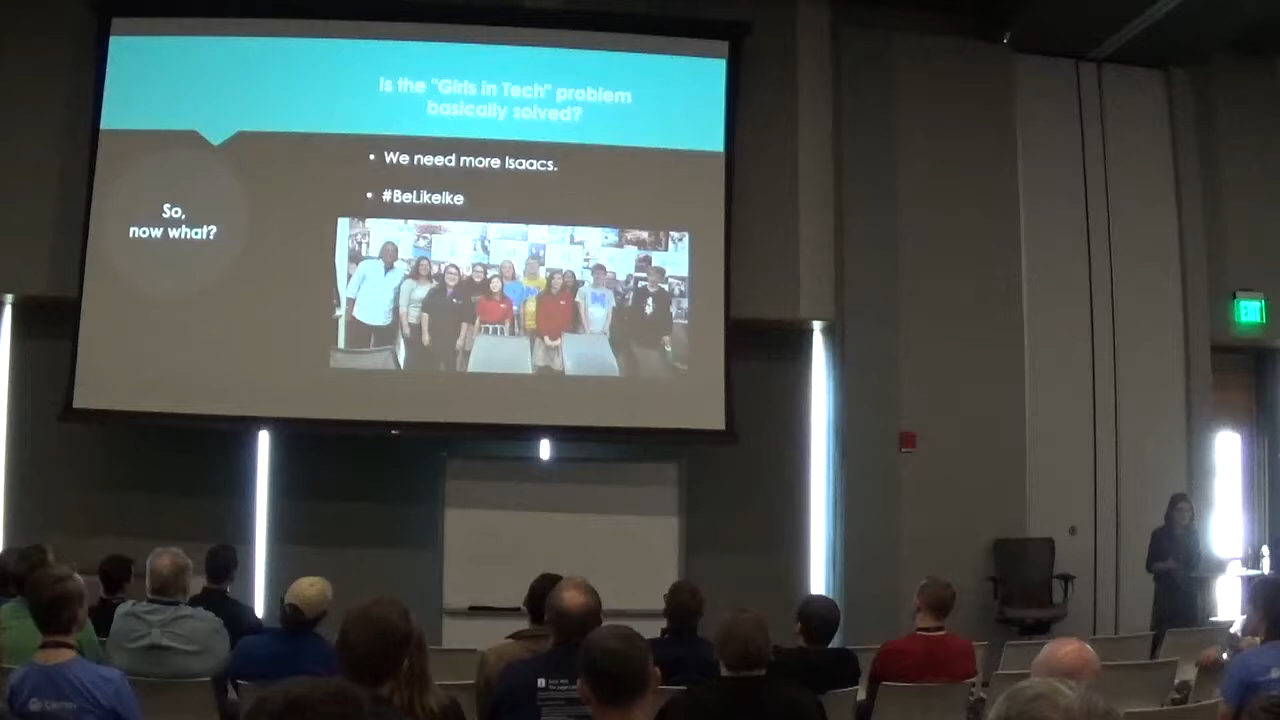 Is the "Girls in Tech" problem
basically solved?
• We need more Isaacs.
• #BeLikeIke
So,
now what?
EXIT